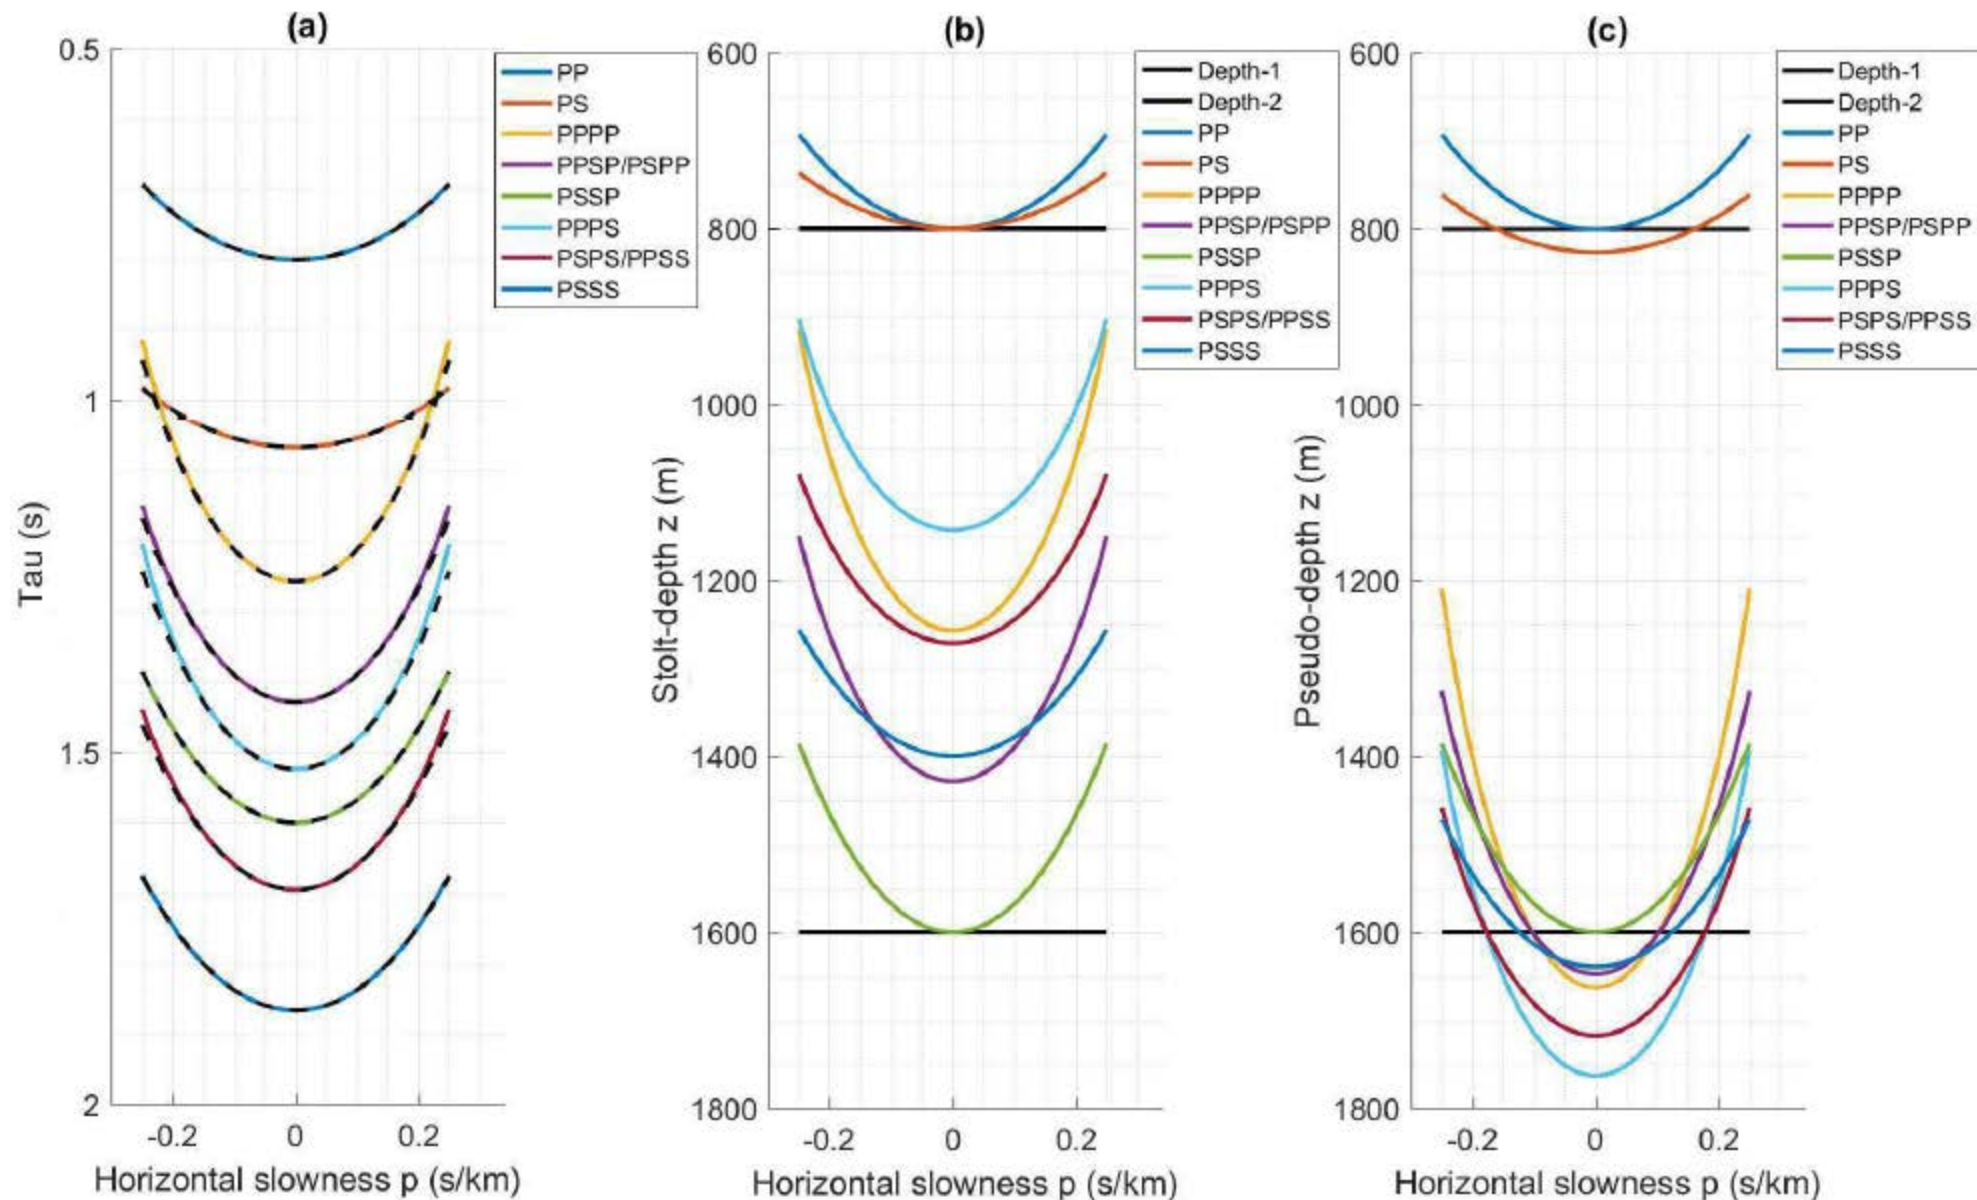 (a)
0.5
1
1.5
2
-0.2
0
0.2
Tau (s)
Horizontal slowness p (s/km)
PP
PS
PPPP
PPSP/PSPP
PSSP
PPPS
PSPS/PPSS
PSSS
(b)
600
800
1000
1200
1400
1600
1800
-0.2
0
0.2
Stolt-depth z (m)
Horizontal slowness p (s/km)
Depth-1
Depth-2
PP
PS
PPPP
PPSP/PSPP
PSSP
PPPS
PSPS/PPSS
PSSS
(c)
600
800
1000
1200
1400
1600
1800
-0.2
0
0.2
Pseudo-depth z (m)
Horizontal slowness p (s/km)
Depth-1
Depth-2
PP
PS
PPPP
PPSP/PSPP
PSSP
PPPS
PSPS/PPSS
PSSS